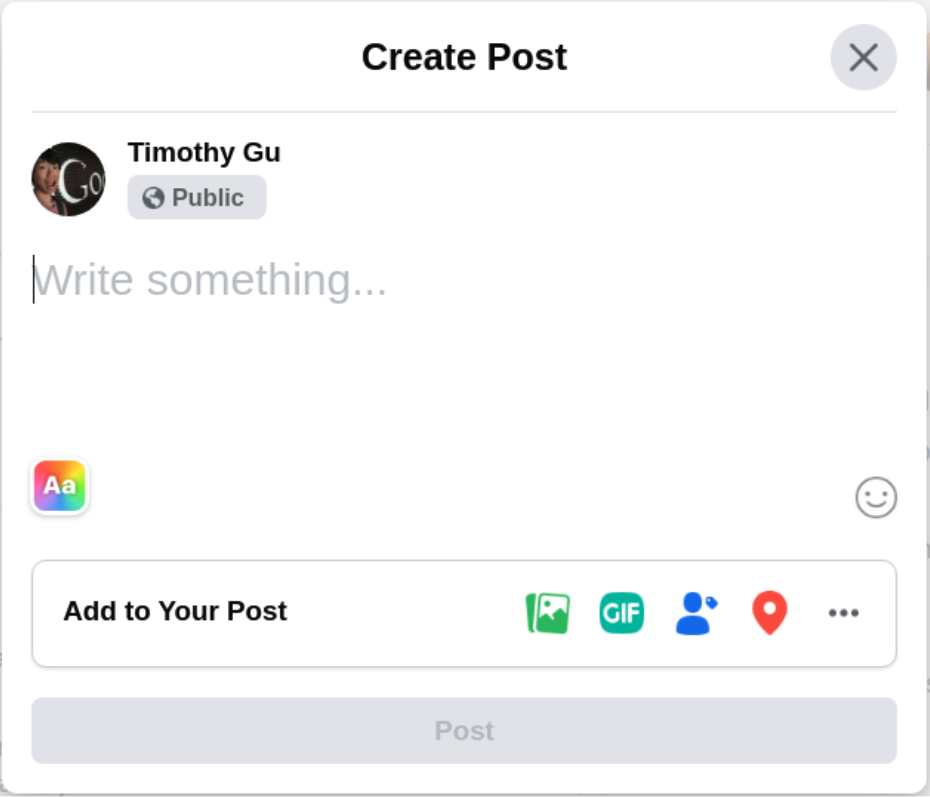 Create Post
Timothy Gu
Public
Write something...
Aa
Add to Your Post
GIF
Post